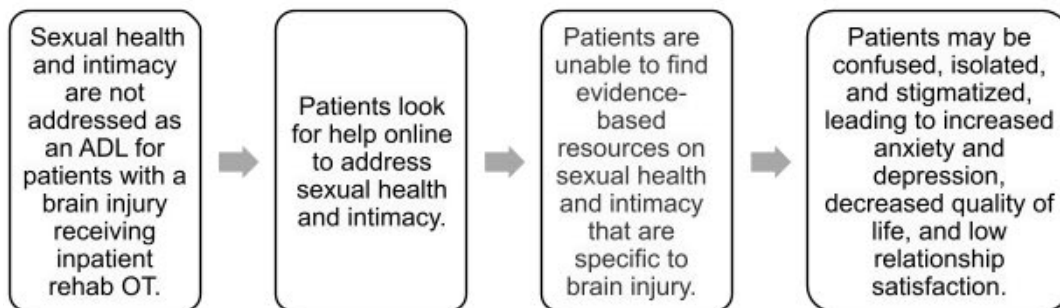 Sexual health
and intimacy
are not
addressed as
an ADL for
patients with a
brain injury
receiving
inpatient
rehab OT.
Patients look
for help online
to address
sexual health
and intimacy.
Patients are
unable to find
evidence-
based
resources on
sexual health
and intimacy
that are
specific to
brain injury.
Patients may be
confused, isolated,
and stigmatized,
leading to increased
anxiety and
depression,
decreased quality of
life, and low
relationship
satisfaction.